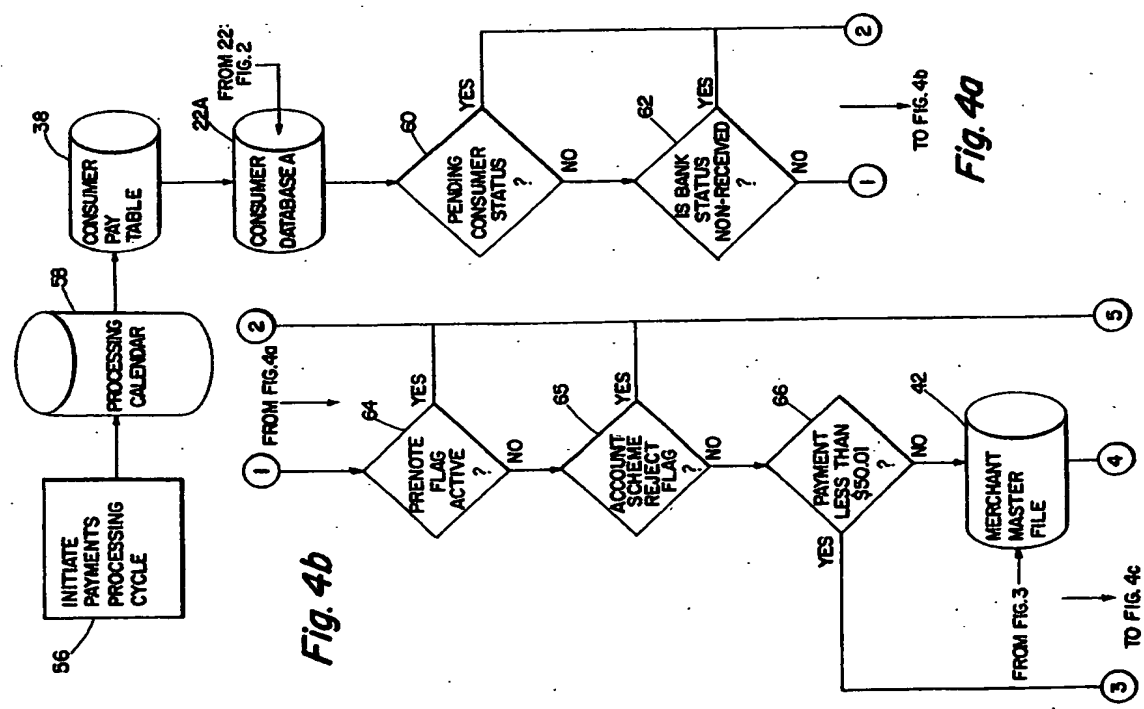 56
INITIATE
PAYMENTS
PROCESSING
CYCLE
58
PROCESSING
CALENDAR
38
CONSUMER
PAY
TABLE
22A
CONSUMER
DATABASE A
FROM 22:
FIG. 2
60
PENDING
CONSUMER
STATUS
?
YES
NO
62
IS BANK
STATUS
NON-RECEIVED
?
YES
NO
1
2
TO FIG. 4b
Fig. 4a
Fig. 4b
1
FROM FIG. 4a
2
64
PRENOTE
FLAG
ACTIVE
?
YES
NO
65
ACCOUNT
SCHEME
REJECT
FLAG
?
YES
NO
66
PAYMENT
LESS THAN
$50.01
?
YES
NO
42
MERCHANT
MASTER
FILE
FROM FIG. 3
TO FIG. 4c
3
4
5